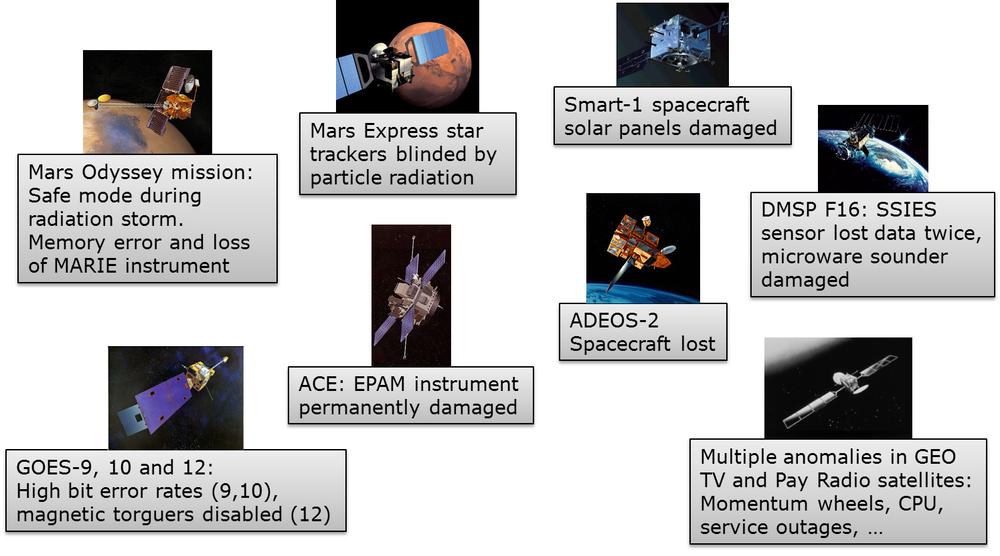 Mars Odyssey mission:
Safe mode during
radiation storm.
Memory error and loss
of MARIE instrument
Mars Express star
trackers blinded by
particle radiation
Smart-1 spacecraft
solar panels damaged
DMSP F16: SSIES
sensor lost data twice,
microware sounder
damaged
ADEOS-2
Spacecraft lost
ACE: EPAM instrument
permanently damaged
GOES-9, 10 and 12:
High bit error rates (9,10),
magnetic torguers disabled (12)
Multiple anomalies in GEO
TV and Pay Radio satellites:
Momentum wheels, CPU,
service outages, …